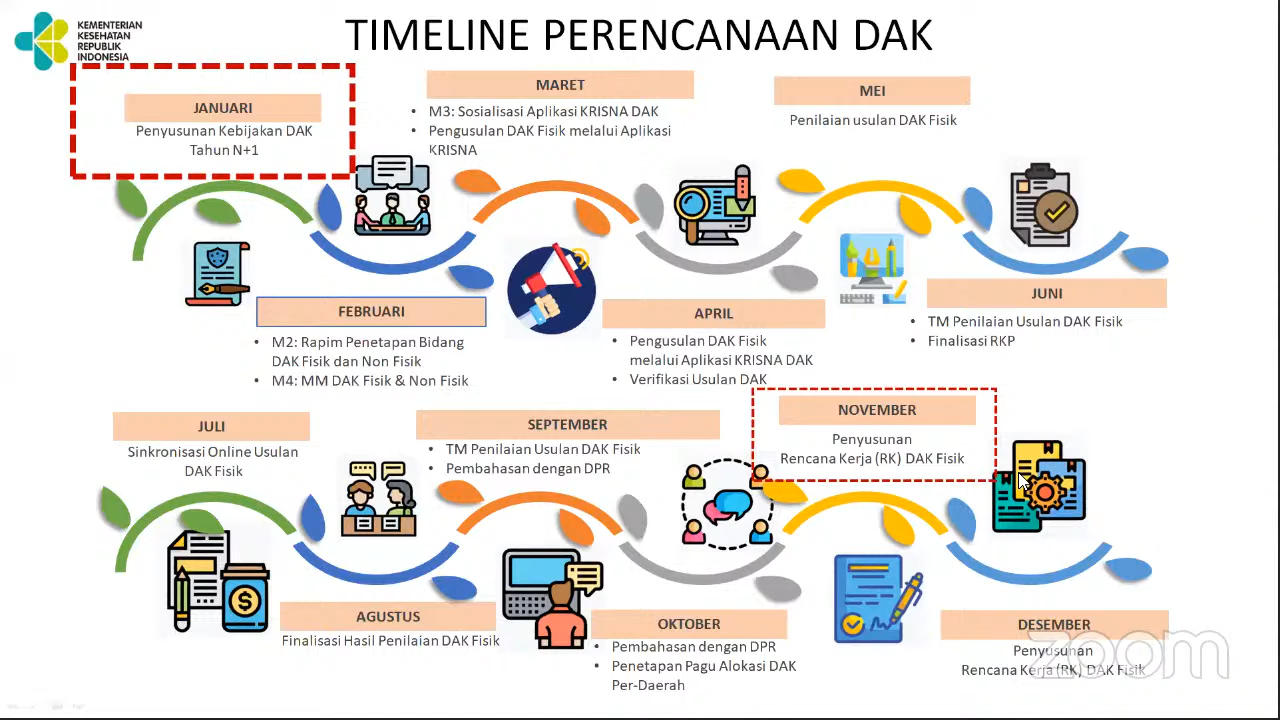 KEMENTERIAN
KESEHATAN
REPUBLIK
INDONESIA
TIMELINE PERENCANAAN DAK
JANUARI
Penyusunan Kebijakan DAK
Tahun N+1
MARET
• M3: Sosialisasi Aplikasi KRISNA DAK
• Pengusulan DAK Fisik melalui Aplikasi
KRISNA
MEI
Penilaian usulan DAK Fisik
FEBRUARI
• M2: Rapim Penetapan Bidang
DAK Fisik dan Non Fisik
• M4: MM DAK Fisik & Non Fisik
APRIL
• Pengusulan DAK Fisik
melalui Aplikasi KRISNA DAK
• Verifikasi Usulan DAK
JUNI
• TM Penilaian Usulan DAK Fisik
• Finalisasi RKP
JULI
Sinkronisasi Online Usulan
DAK Fisik
SEPTEMBER
• TM Penilaian Usulan DAK Fisik
• Pembahasan dengan DPR
NOVEMBER
Penyusunan
Rencana Kerja (RK) DAK Fisik
AGUSTUS
Finalisasi Hasil Penilaian DAK Fisik
OKTOBER
• Pembahasan dengan DPR
• Penetapan Pagu Alokasi DAK
Per-Daerah
DESEMBER
Penyusunan
Rencana Kerja (RK) DAK Fisik
zoom